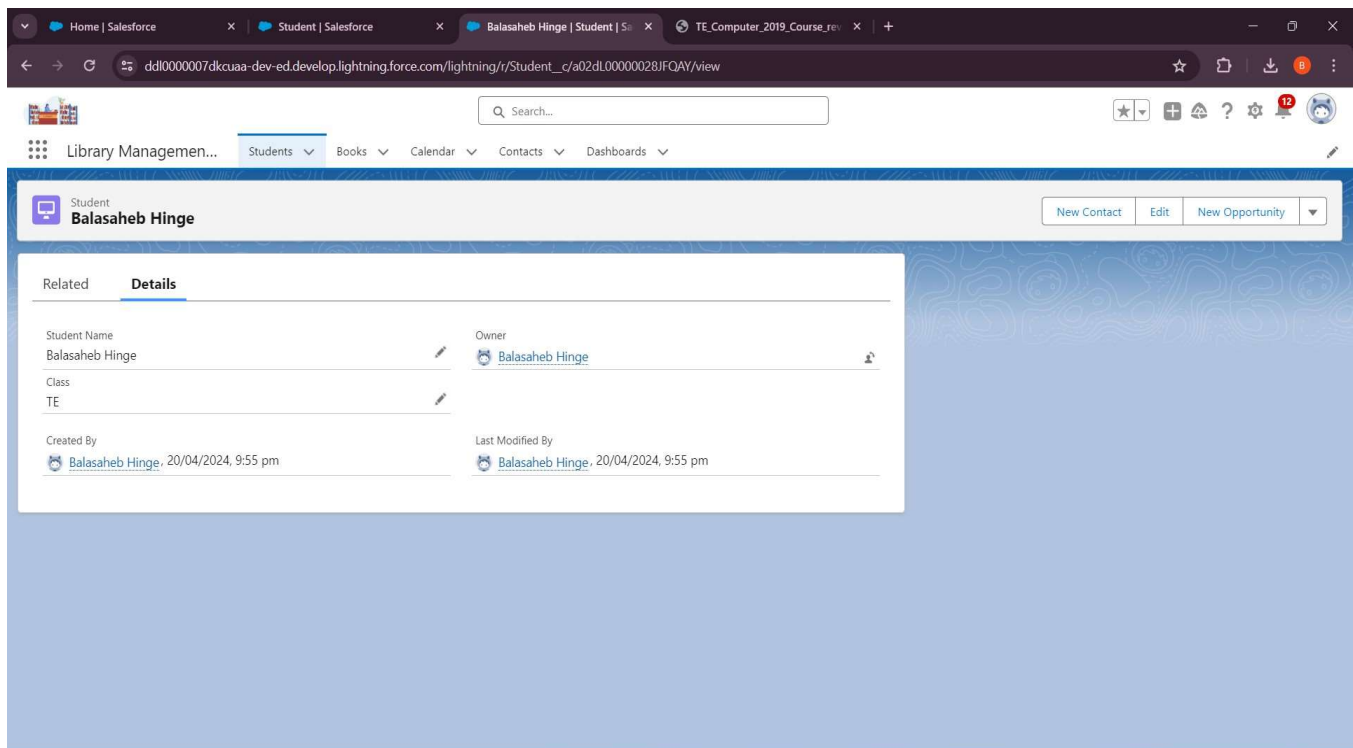 Home | Salesforce Student | Salesforce Balasaheb Hinge | Student | Sa TE_Computer_2019_Course_rev
ddl0000007dkcuaa-dev-ed.develop.lightning.force.com/lightning/r/Student__c/a02dL00000028JFQAY/view B
Search... 12
Library Managemen... Students Books Calendar Contacts Dashboards
Student
Balasaheb Hinge
New Contact Edit New Opportunity
Related Details
Student Name Owner
Balasaheb Hinge Balasaheb Hinge
Class
TE
Created By Last Modified By
Balasaheb Hinge, 20/04/2024, 9:55 pm Balasaheb Hinge, 20/04/2024, 9:55 pm